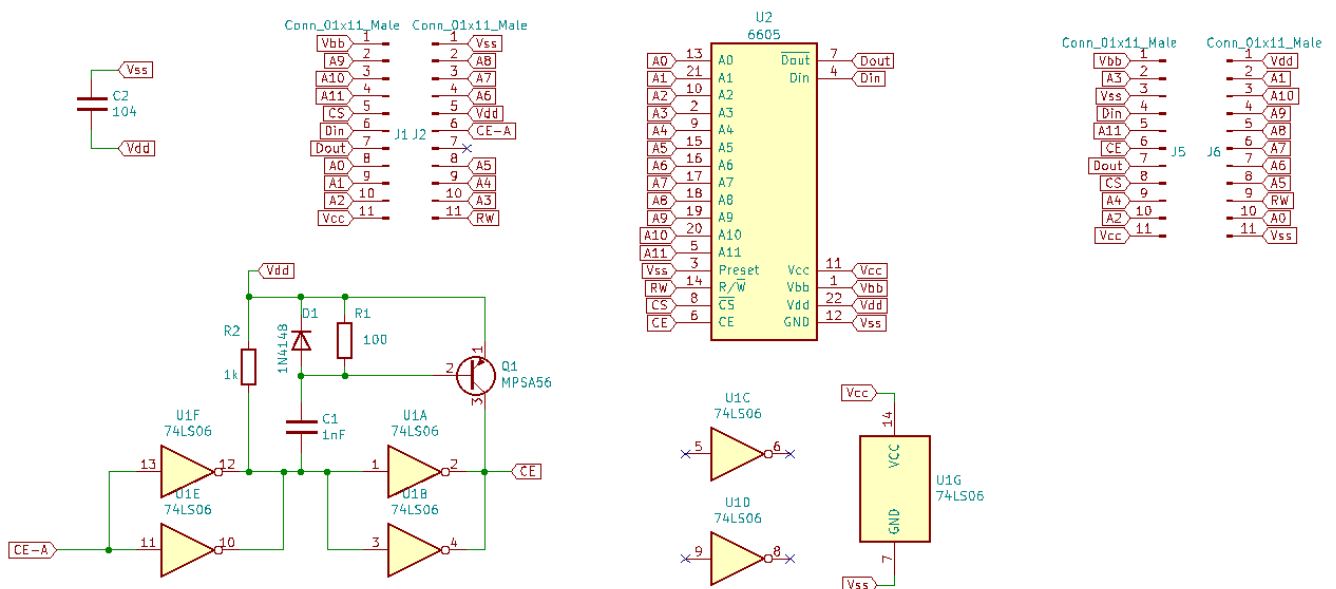 Vss
C2
104
Vdd
Conn_01x11_Male
Vbb 1
A9 2
A10 3
A11 4
CS 5
Din 6
Dout 7
A0 8
A1 9
A2 10
Vcc 11
J1
Conn_01x11_Male
1 Vss
2 A8
3 A7
4 A6
5 Vdd
6 CE-A
7
8 A5
9 A4
10 A3
11 RW
J2
U2
6605
A0 13 A0
A1 21 A1
A2 10 A2
A3 2 A3
A4 9 A4
A5 15 A5
A6 16 A6
A7 17 A7
A8 18 A8
A9 19 A9
A10 20 A10
A11 5 A11
Vss 3 Preset
RW 14 R/W
CS 8 CS
CE 6 CE
Dout 7 Dout
Din 4 Din
Vcc 11 Vcc
Vbb 1 Vbb
Vdd 22 Vdd
GND 12 Vss
Conn_01x11_Male
Vbb 1
A3 2
Vss 3
Din 4
A11 5
CE 6
Dout 7
CS 8
A4 9
A2 10
Vcc 11
J5
Conn_01x11_Male
1 Vdd
2 A1
3 A10
4 A9
5 A8
6 A7
7 A6
8 A5
9 RW
10 A0
11 Vss
J6
Vdd
R2
1k
D1
1N4148
R1
100
1
2
3
Q1
MPSA56
C1
1nF
U1F
74LS06
13 12
U1E
74LS06
11 10
CE-A
U1A
74LS06
1 2
U1B
74LS06
3 4
CE
U1C
74LS06
5 6
U1D
74LS06
9 8
Vcc
14
VCC
U1G
74LS06
GND
7
Vss